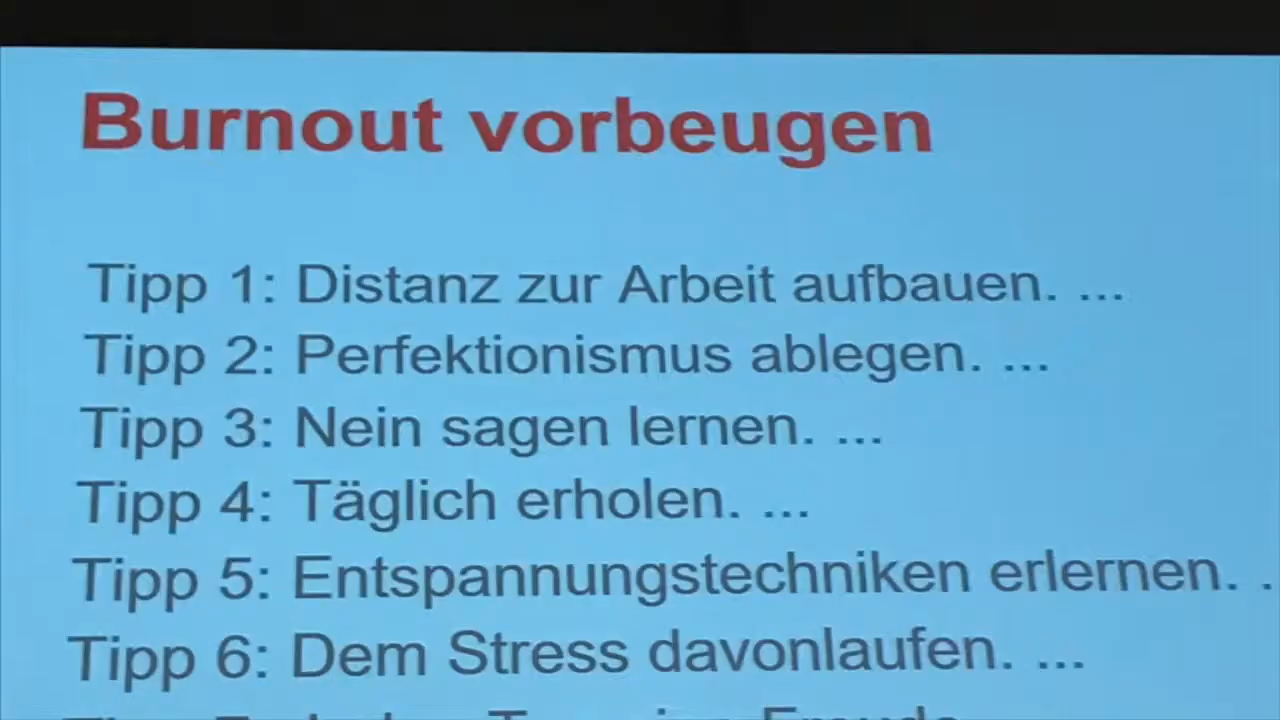 Burnout vorbeugen
Tipp 1: Distanz zur Arbeit aufbauen. ...
Tipp 2: Perfektionismus ablegen. ...
Tipp 3: Nein sagen lernen. ...
Tipp 4: Täglich erholen. ...
Tipp 5: Entspannungstechniken erlernen. .
Tipp 6: Dem Stress davonlaufen. ...